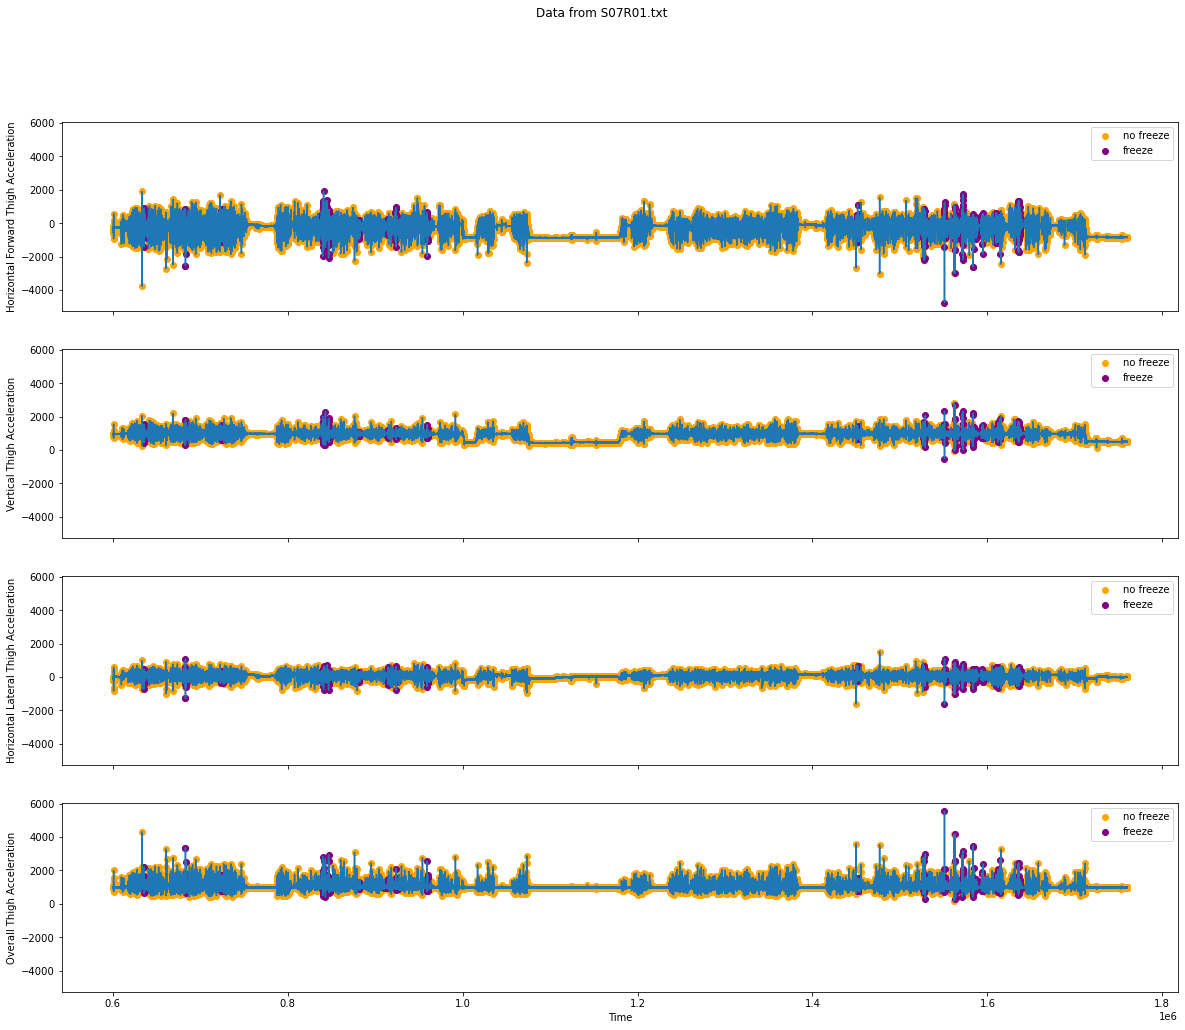 Data from S07R01.txt
Horizontal Forward Thigh Acceleration
6000
4000
2000
0
−2000
−4000
no freeze
freeze
Vertical Thigh Acceleration
6000
4000
2000
0
−2000
−4000
no freeze
freeze
Horizontal Lateral Thigh Acceleration
6000
4000
2000
0
−2000
−4000
no freeze
freeze
Overall Thigh Acceleration
6000
4000
2000
0
−2000
−4000
no freeze
freeze
0.6 0.8 1.0 1.2 1.4 1.6 1.8
Time
1e6